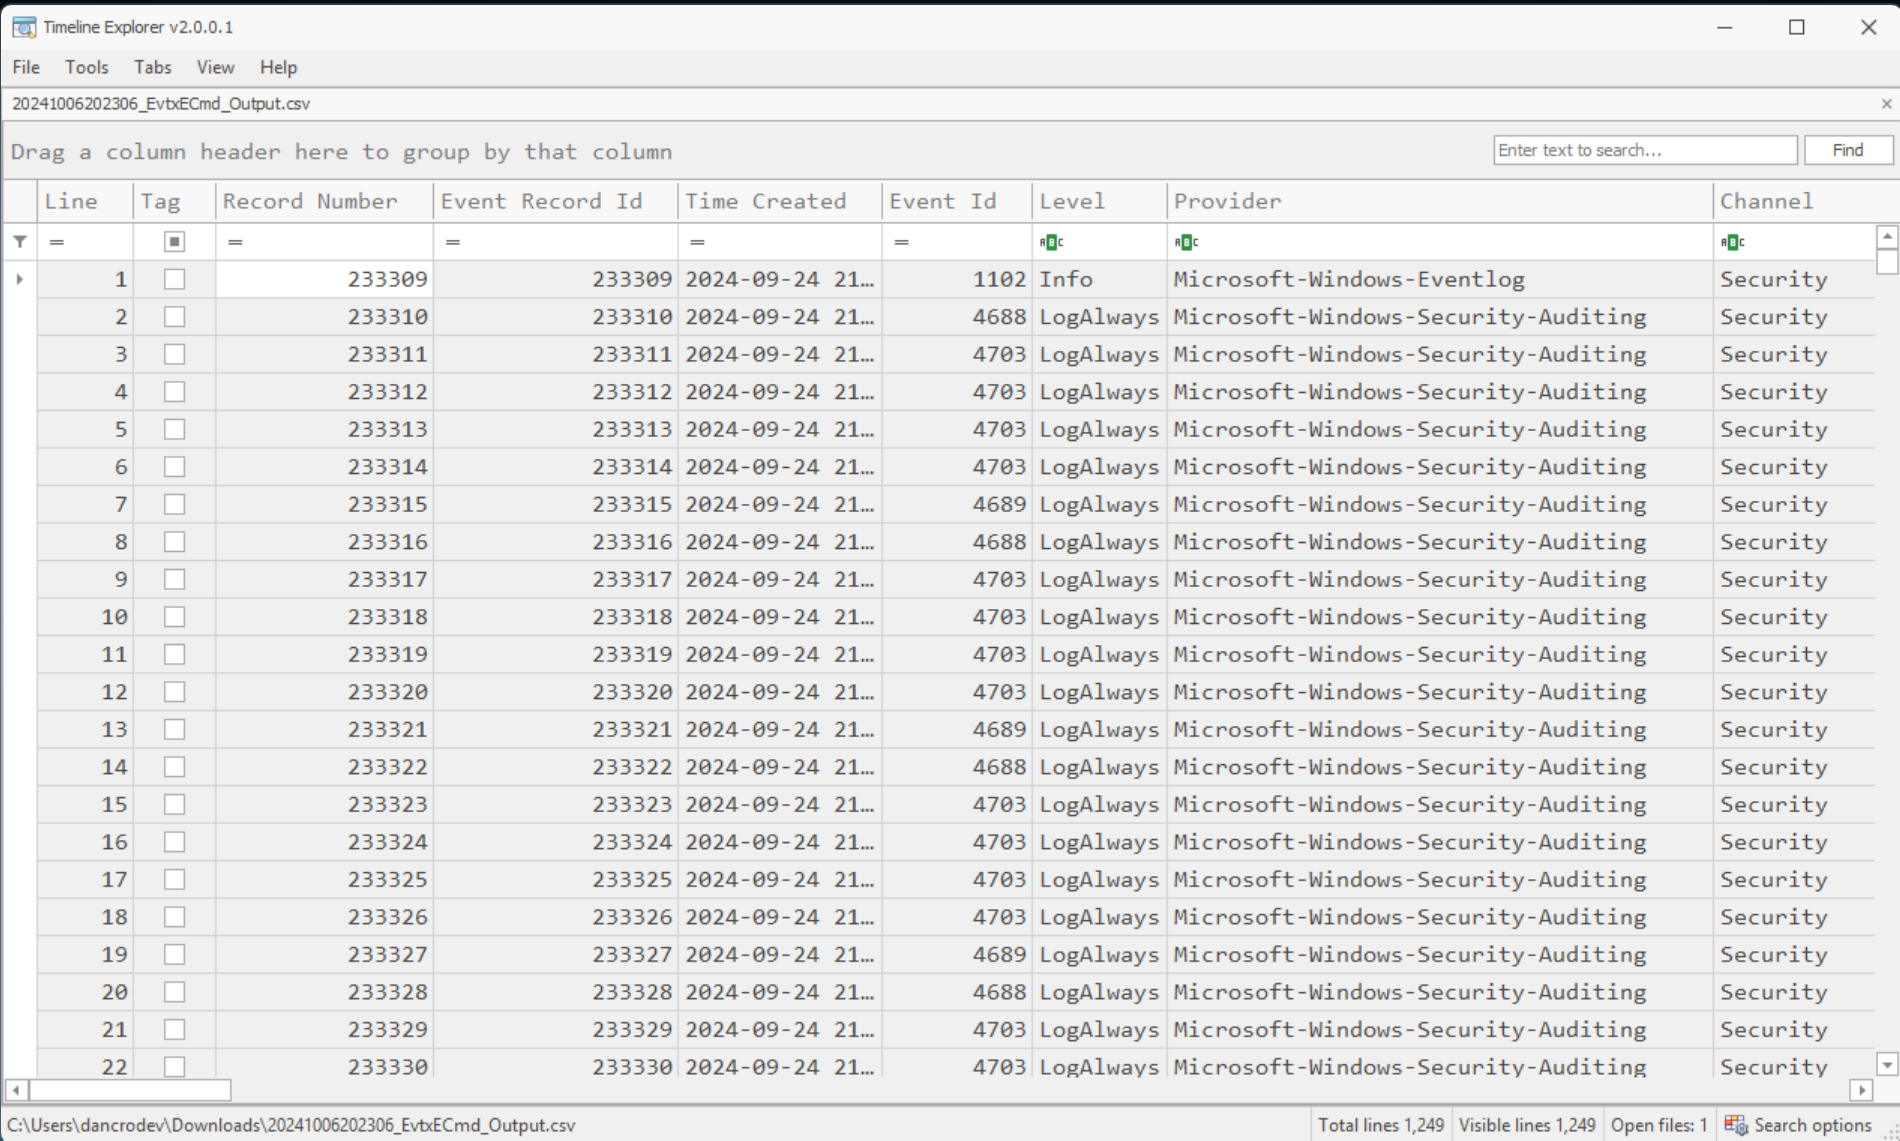 Timeline Explorer v2.0.0.1
File Tools Tabs View Help
20241006202306_EvtxECmd_Output.csv
Drag a column header here to group by that column
Enter text to search...
Find
Line Tag Record Number Event Record Id Time Created Event Id Level Provider Channel
= = = = = ABC ABC ABC
1 233309 233309 2024-09-24 21… 1102 Info Microsoft-Windows-Eventlog Security
2 233310 233310 2024-09-24 21… 4688 LogAlways Microsoft-Windows-Security-Auditing Security
3 233311 233311 2024-09-24 21… 4703 LogAlways Microsoft-Windows-Security-Auditing Security
4 233312 233312 2024-09-24 21… 4703 LogAlways Microsoft-Windows-Security-Auditing Security
5 233313 233313 2024-09-24 21… 4703 LogAlways Microsoft-Windows-Security-Auditing Security
6 233314 233314 2024-09-24 21… 4703 LogAlways Microsoft-Windows-Security-Auditing Security
7 233315 233315 2024-09-24 21… 4689 LogAlways Microsoft-Windows-Security-Auditing Security
8 233316 233316 2024-09-24 21… 4688 LogAlways Microsoft-Windows-Security-Auditing Security
9 233317 233317 2024-09-24 21… 4703 LogAlways Microsoft-Windows-Security-Auditing Security
10 233318 233318 2024-09-24 21… 4703 LogAlways Microsoft-Windows-Security-Auditing Security
11 233319 233319 2024-09-24 21… 4703 LogAlways Microsoft-Windows-Security-Auditing Security
12 233320 233320 2024-09-24 21… 4703 LogAlways Microsoft-Windows-Security-Auditing Security
13 233321 233321 2024-09-24 21… 4689 LogAlways Microsoft-Windows-Security-Auditing Security
14 233322 233322 2024-09-24 21… 4688 LogAlways Microsoft-Windows-Security-Auditing Security
15 233323 233323 2024-09-24 21… 4703 LogAlways Microsoft-Windows-Security-Auditing Security
16 233324 233324 2024-09-24 21… 4703 LogAlways Microsoft-Windows-Security-Auditing Security
17 233325 233325 2024-09-24 21… 4703 LogAlways Microsoft-Windows-Security-Auditing Security
18 233326 233326 2024-09-24 21… 4703 LogAlways Microsoft-Windows-Security-Auditing Security
19 233327 233327 2024-09-24 21… 4689 LogAlways Microsoft-Windows-Security-Auditing Security
20 233328 233328 2024-09-24 21… 4688 LogAlways Microsoft-Windows-Security-Auditing Security
21 233329 233329 2024-09-24 21… 4703 LogAlways Microsoft-Windows-Security-Auditing Security
22 233330 233330 2024-09-24 21… 4703 LogAlways Microsoft-Windows-Security-Auditing Security
C:\Users\dancrodev\Downloads\20241006202306_EvtxECmd_Output.csv Total lines 1,249 Visible lines 1,249 Open files: 1 Search options